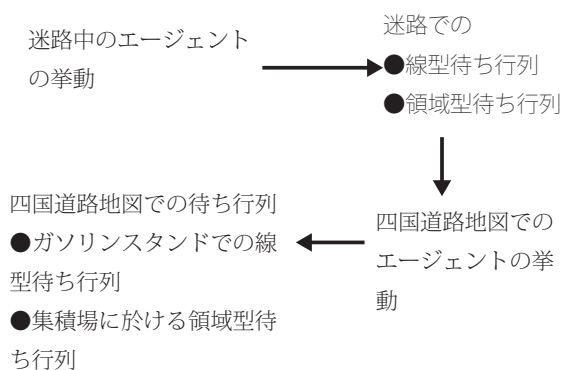 迷路中のエージェント
の挙動
迷路での
●線型待ち行列
●領域型待ち行列
四国道路地図での
エージェントの挙
動
四国道路地図での待ち行列
●ガソリンスタンドでの線
型待ち行列
●集積場に於ける領域型待
ち行列